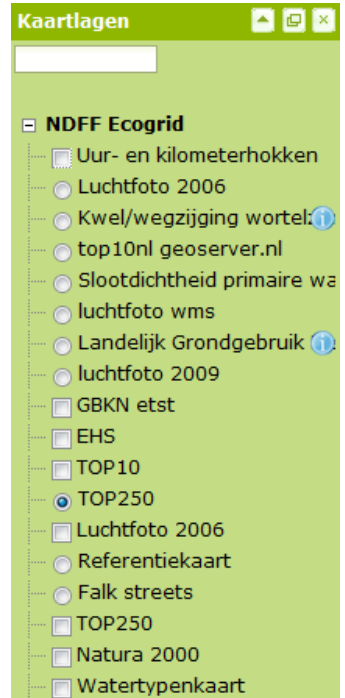 Kaartlagen
NDFF Ecogrid
Uur- en kilometerhokken
Luchtfoto 2006
Kwel/wegzijging wortelz
top10nl geoserver.nl
Slootdichtheid primaire wa
luchtfoto wms
Landelijk Grondgebruik
luchtfoto 2009
GBKN etst
EHS
TOP10
TOP250
Luchtfoto 2006
Referentiekaart
Falk streets
TOP250
Natura 2000
Watertypenkaart